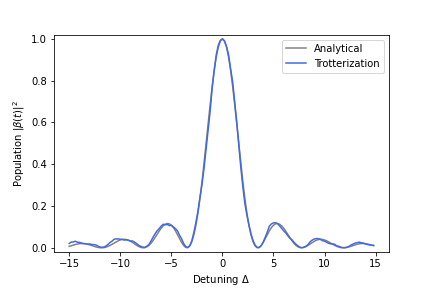 Analytical
Trotterization
Population |β(t)|²
1.0
0.8
0.6
0.4
0.2
0.0
−15 −10 −5 0 5 10 15
Detuning Δ